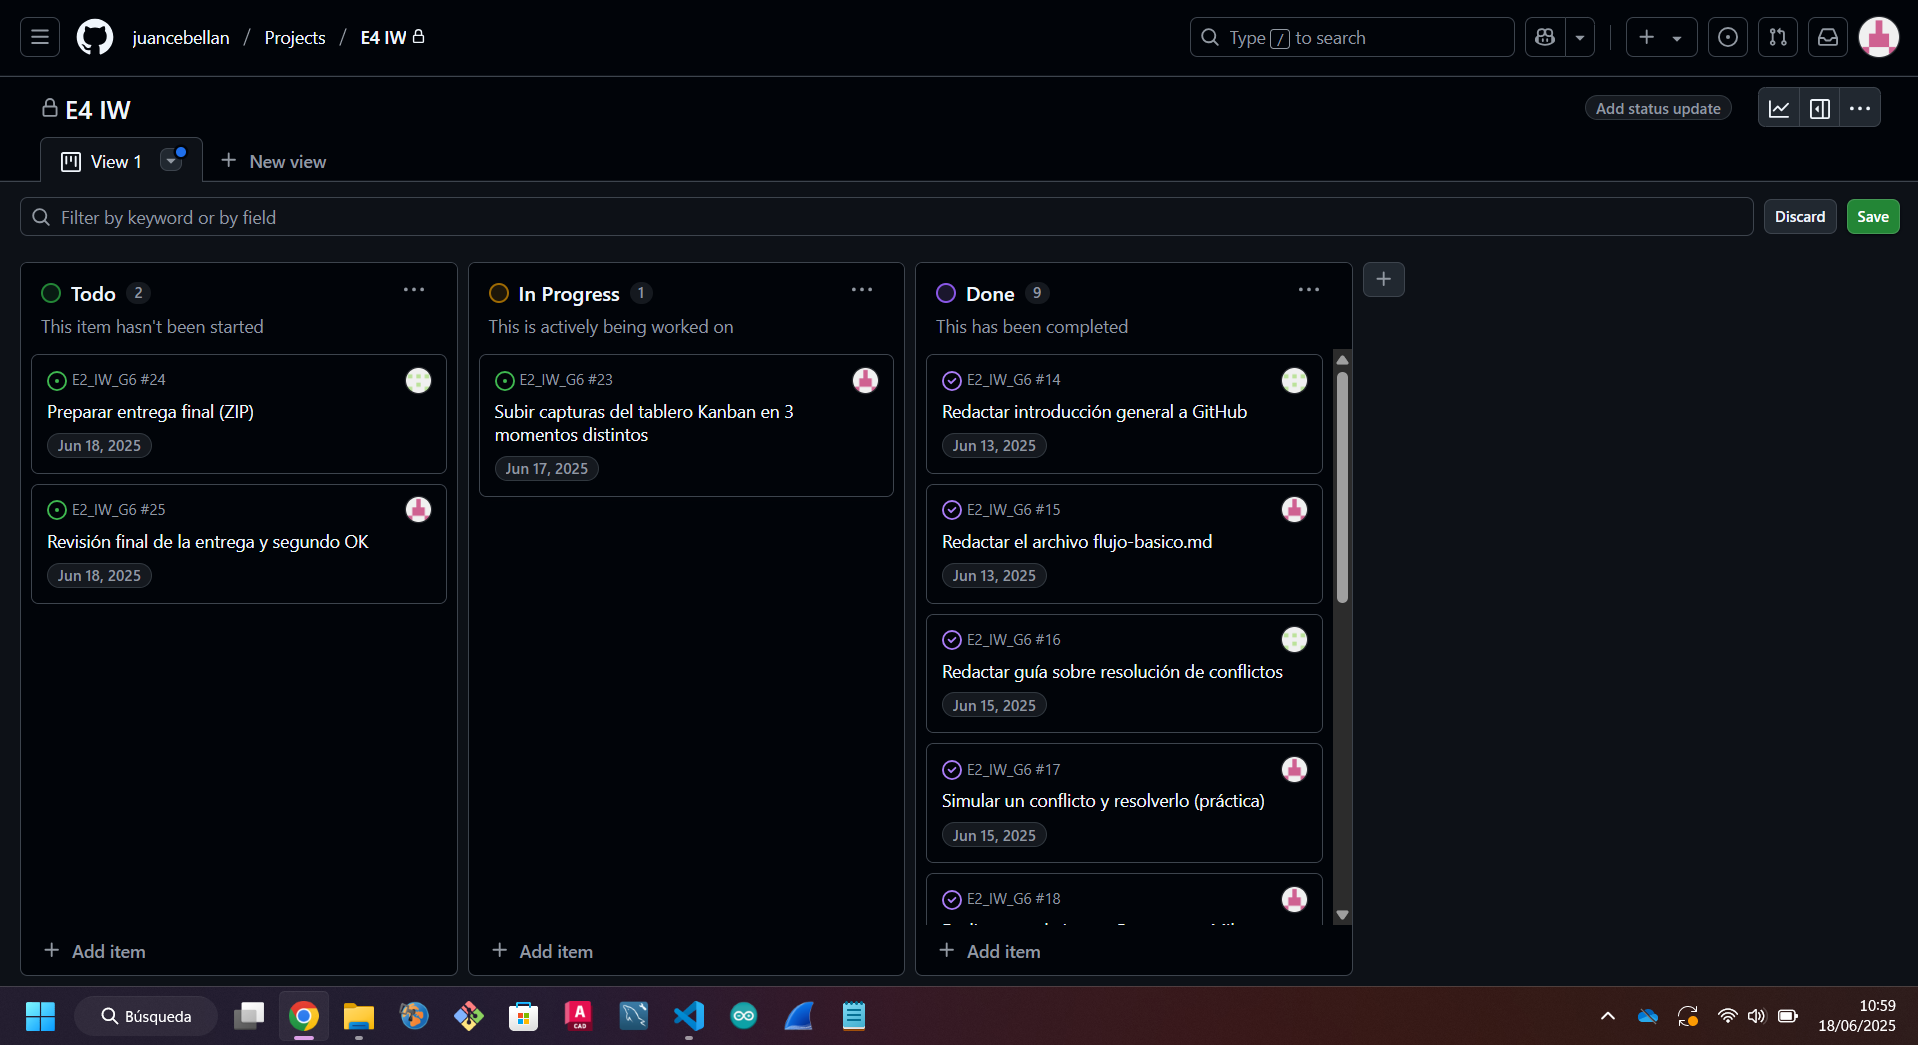 juancebellan / Projects / E4 IW
Type / to search
E4 IW
Add status update
View 1
New view
Filter by keyword or by field
Discard
Save
Todo 2
This item hasn't been started
E2_IW_G6 #24
Preparar entrega final (ZIP)
Jun 18, 2025
E2_IW_G6 #25
Revisión final de la entrega y segundo OK
Jun 18, 2025
Add item
In Progress 1
This is actively being worked on
E2_IW_G6 #23
Subir capturas del tablero Kanban en 3
momentos distintos
Jun 17, 2025
Add item
Done 9
This has been completed
E2_IW_G6 #14
Redactar introducción general a GitHub
Jun 13, 2025
E2_IW_G6 #15
Redactar el archivo flujo-basico.md
Jun 13, 2025
E2_IW_G6 #16
Redactar guía sobre resolución de conflictos
Jun 15, 2025
E2_IW_G6 #17
Simular un conflicto y resolverlo (práctica)
Jun 15, 2025
E2_IW_G6 #18
Add item
Búsqueda
A
CAD
10:59
18/06/2025